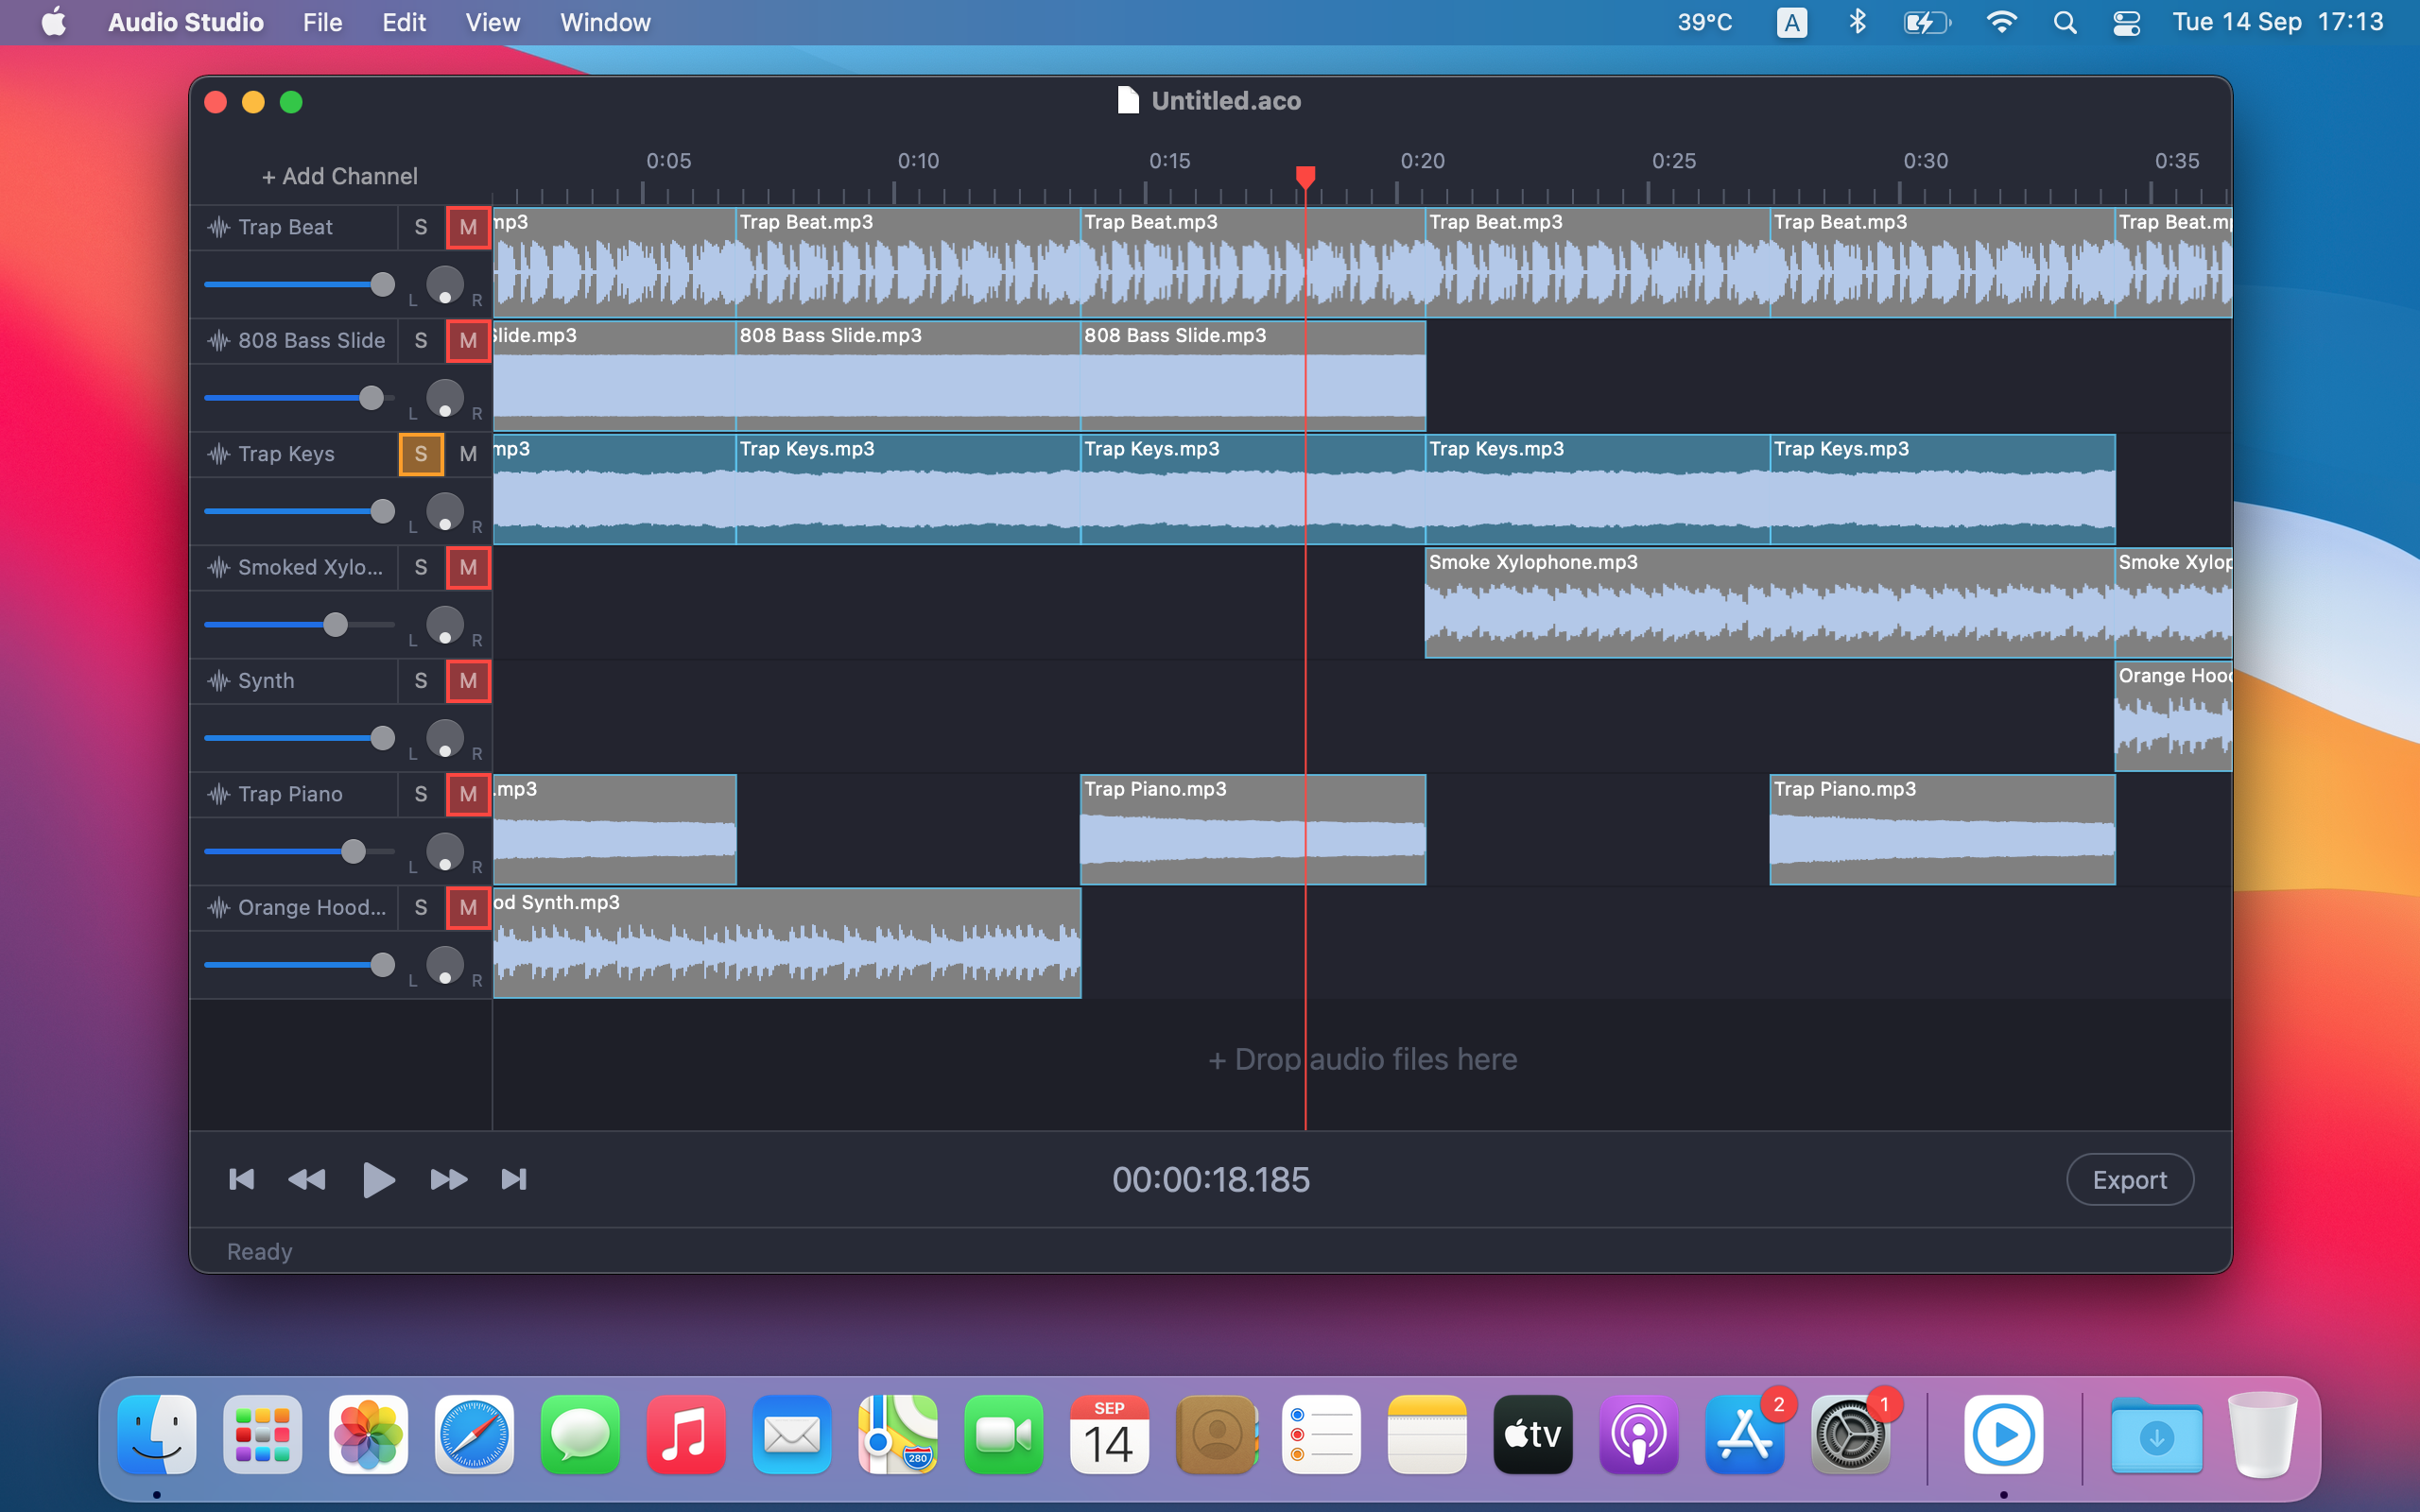 Audio Studio File Edit View Window 39°C A Tue 14 Sep 17:13
Untitled.aco
+ Add Channel 0:05 0:10 0:15 0:20 0:25 0:30 0:35
Trap Beat S M mp3 Trap Beat.mp3 Trap Beat.mp3 Trap Beat.mp3 Trap Beat.mp3 Trap Beat.mp
L R
808 Bass Slide S M Slide.mp3 808 Bass Slide.mp3 808 Bass Slide.mp3
L R
Trap Keys S M mp3 Trap Keys.mp3 Trap Keys.mp3 Trap Keys.mp3 Trap Keys.mp3
L R
Smoked Xylo... S M Smoke Xylophone.mp3 Smoke Xylop
L R
Synth S M Orange Hood
L R
Trap Piano S M .mp3 Trap Piano.mp3 Trap Piano.mp3
L R
Orange Hood... S M od Synth.mp3
L R
+ Drop audio files here
00:00:18.185 Export
Ready
SEP
14
280
tv
2
1